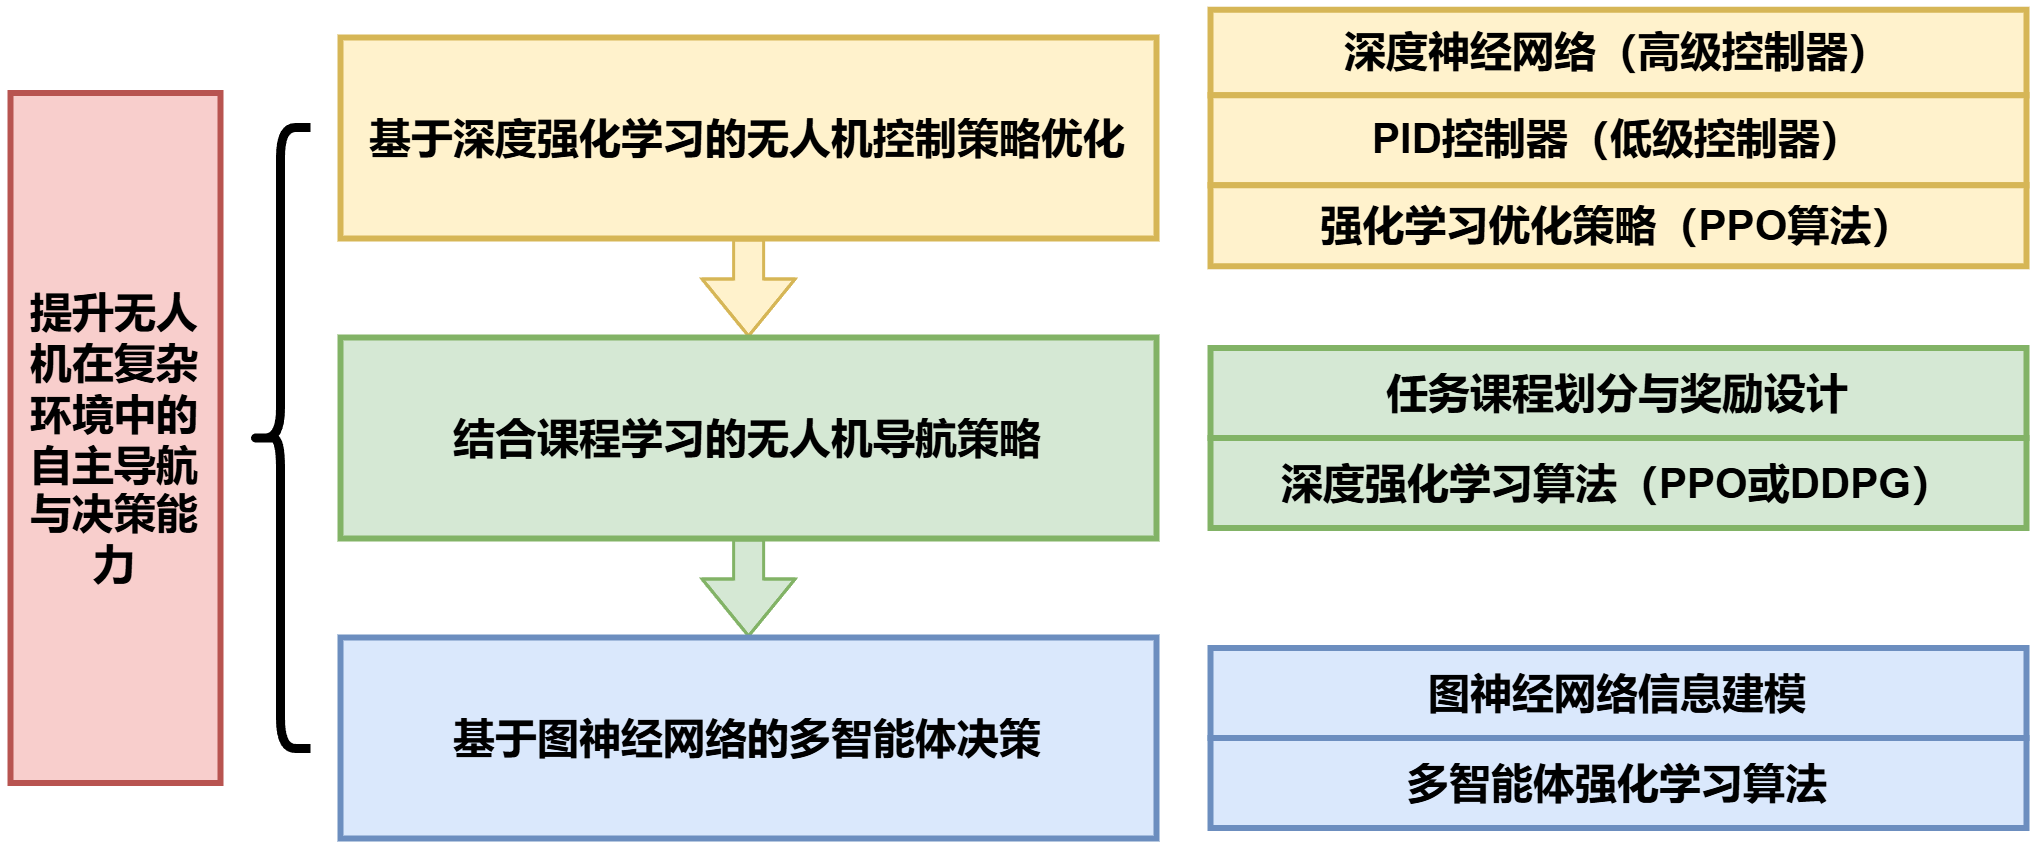 提升无人
机在复杂
环境中的
自主导航
与决策能
力
基于深度强化学习的无人机控制策略优化
深度神经网络（高级控制器）
PID控制器（低级控制器）
强化学习优化策略（PPO算法）
结合课程学习的无人机导航策略
任务课程划分与奖励设计
深度强化学习算法（PPO或DDPG）
基于图神经网络的多智能体决策
图神经网络信息建模
多智能体强化学习算法